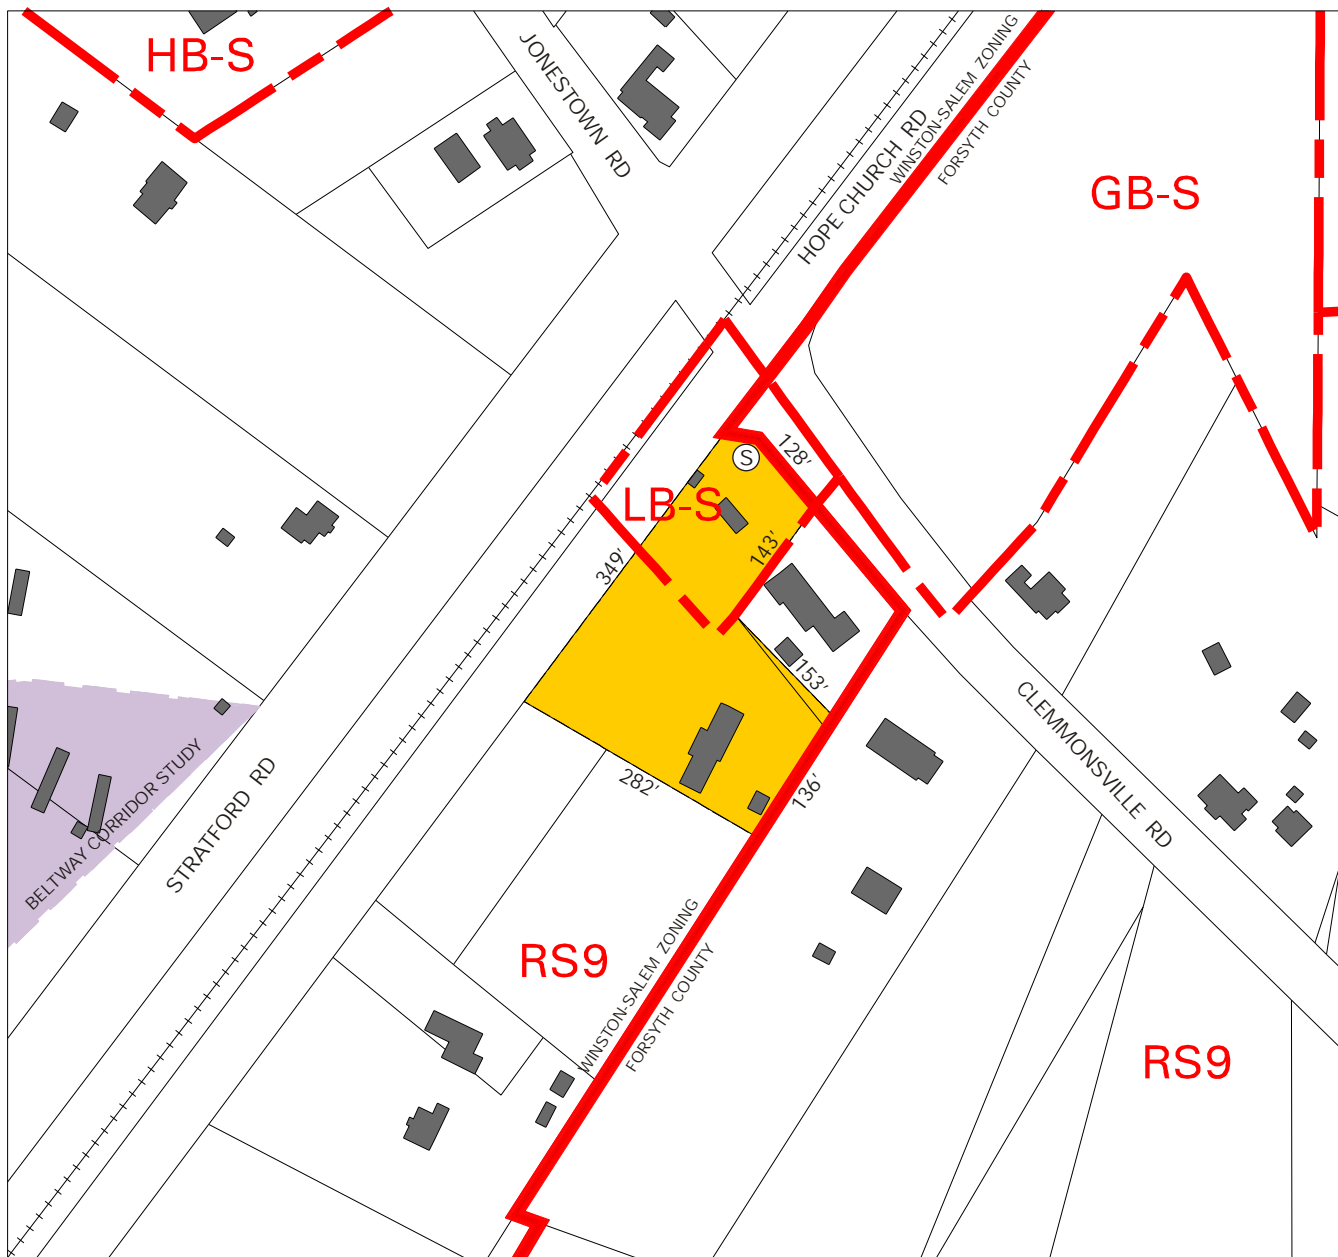 HB-S
JONESTOWN RD
HOPE CHURCH RD
WINSTON-SALEM ZONING
FORSYTH COUNTY
GB-S
128'
S
LB-S
143'
349'
153'
136'
282'
CLEMMONSVILLE RD
BELTWAY CORRIDOR STUDY
STRATFORD RD
RS9
WINSTON-SALEM ZONING
FORSYTH COUNTY
RS9